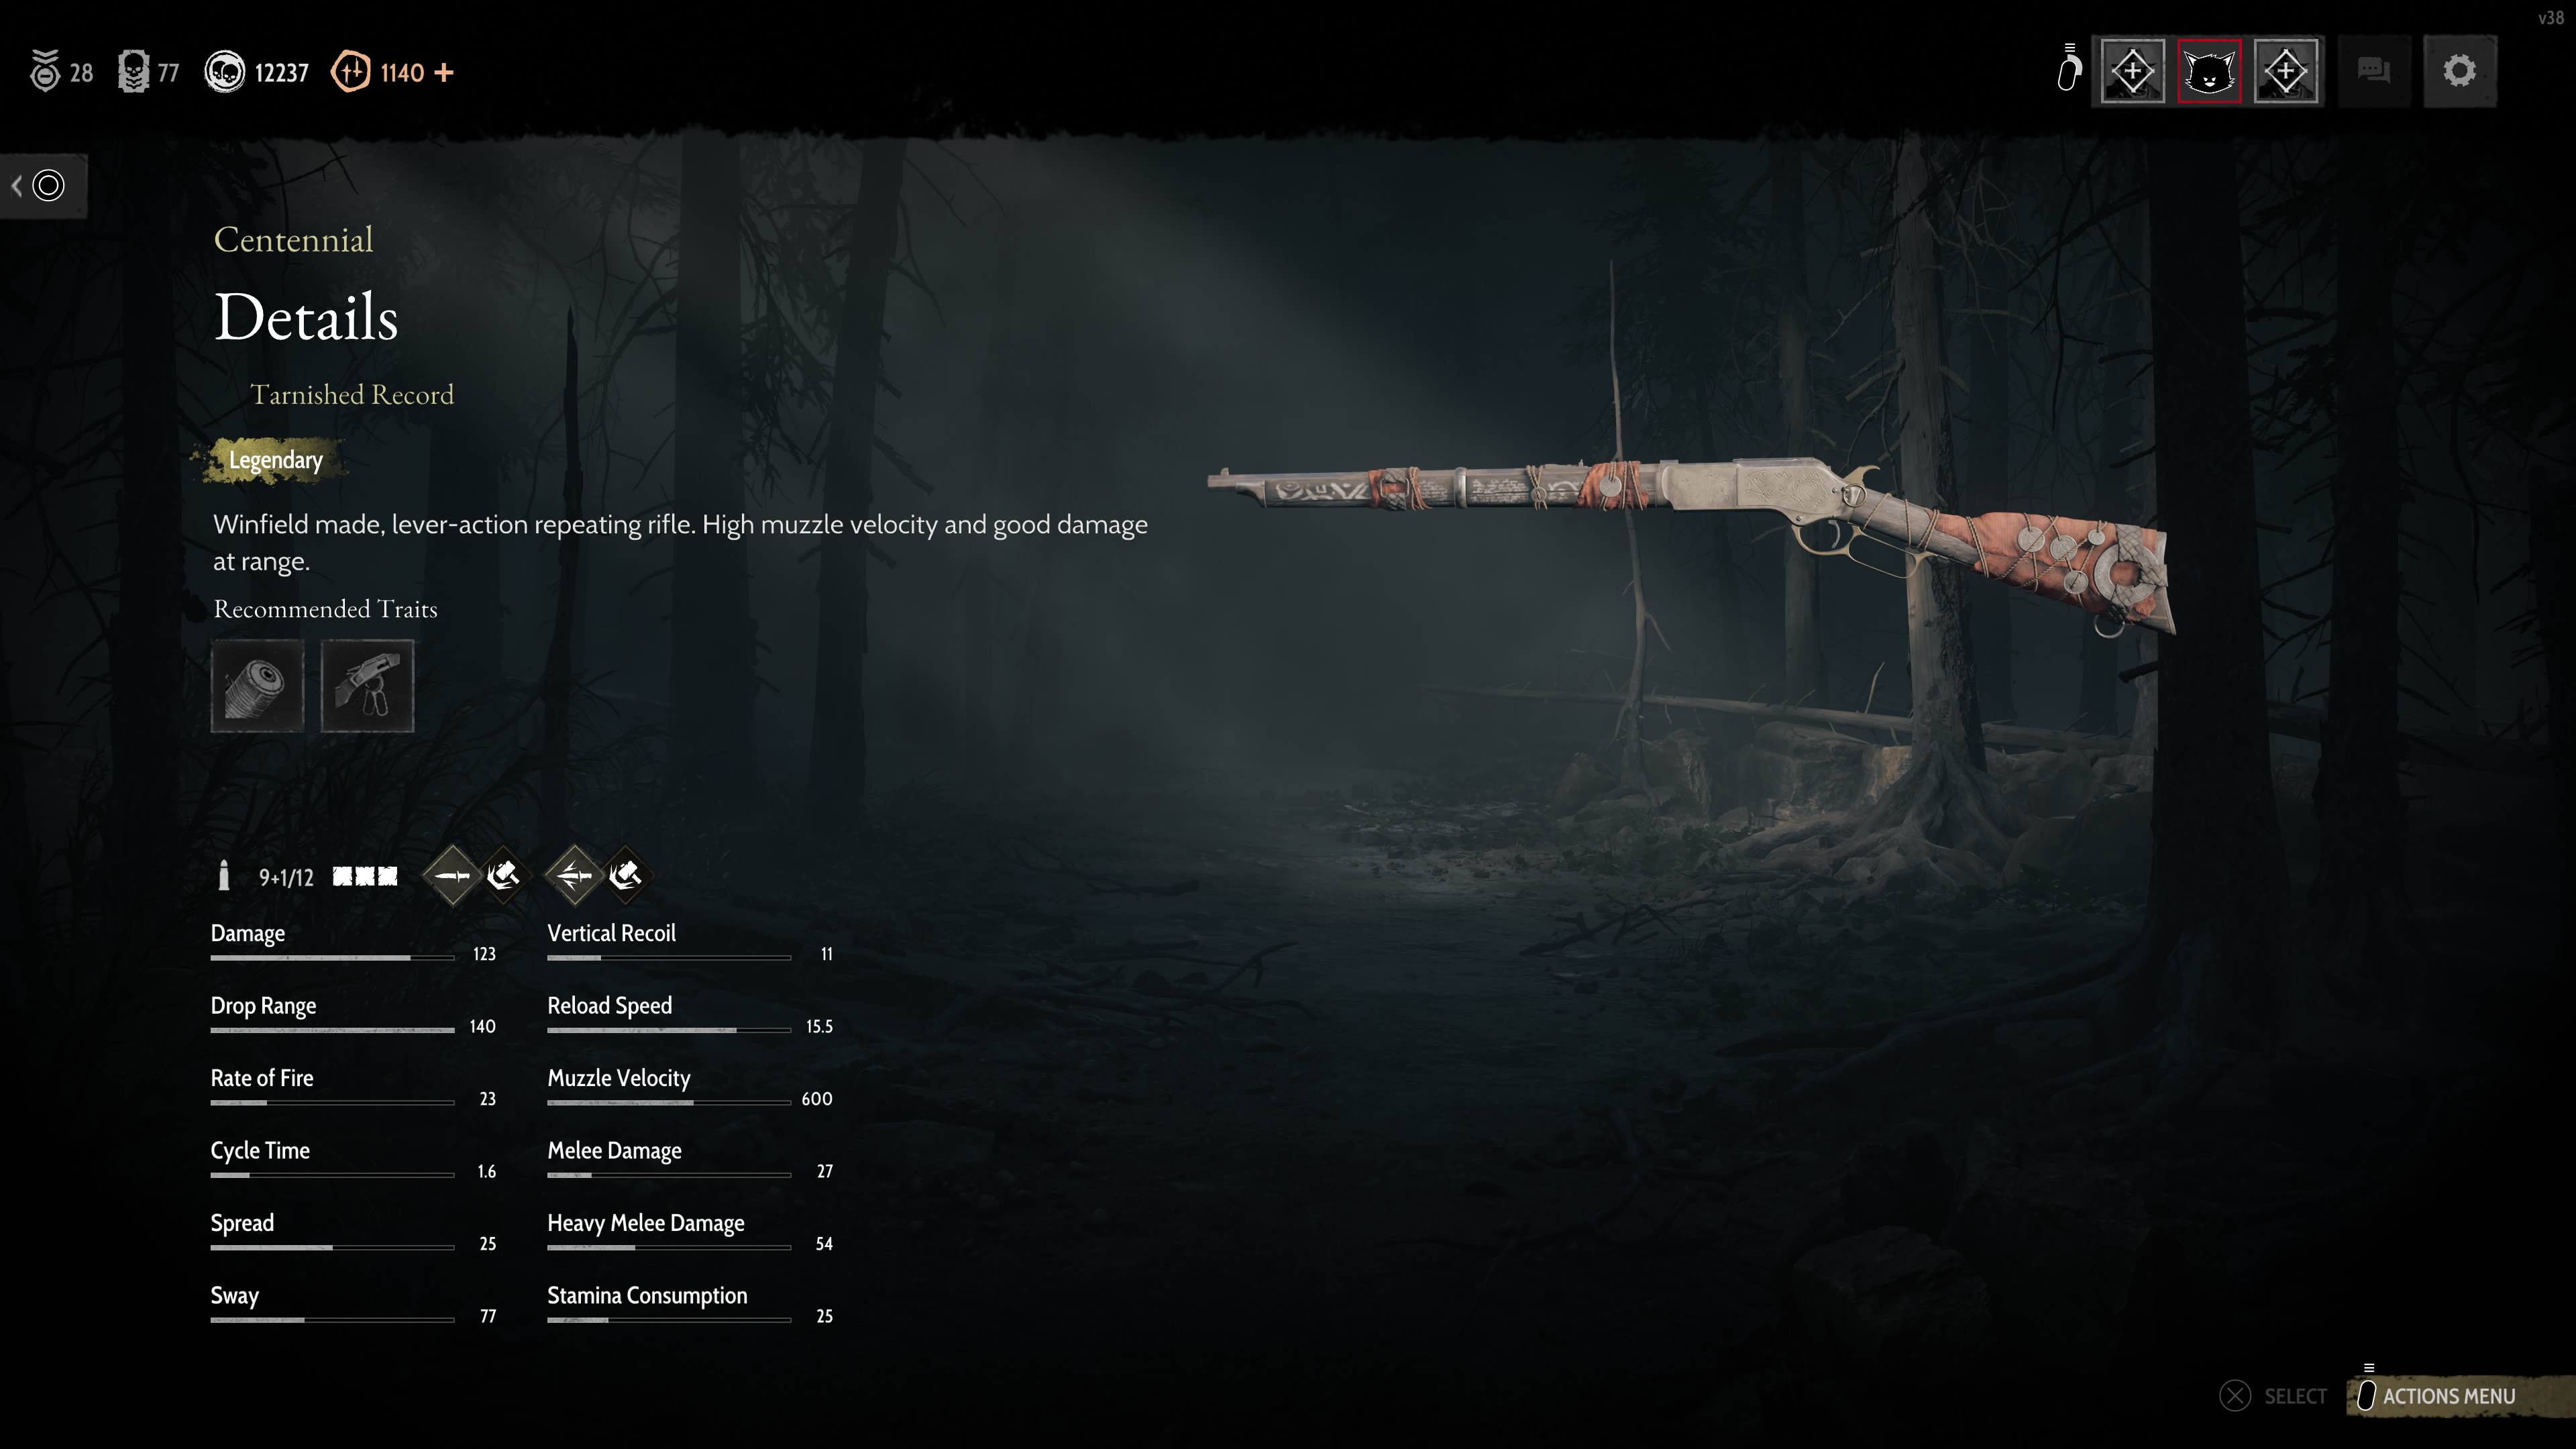 v38
28
77
12237
1140 +
Centennial
Details
Tarnished Record
Legendary
Winfield made, lever-action repeating rifle. High muzzle velocity and good damage
at range.
Recommended Traits
9+1/12
Damage 123
Vertical Recoil 11
Drop Range 140
Reload Speed 15.5
Rate of Fire 23
Muzzle Velocity 600
Cycle Time 1.6
Melee Damage 27
Spread 25
Heavy Melee Damage 54
Sway 77
Stamina Consumption 25
SELECT
ACTIONS MENU